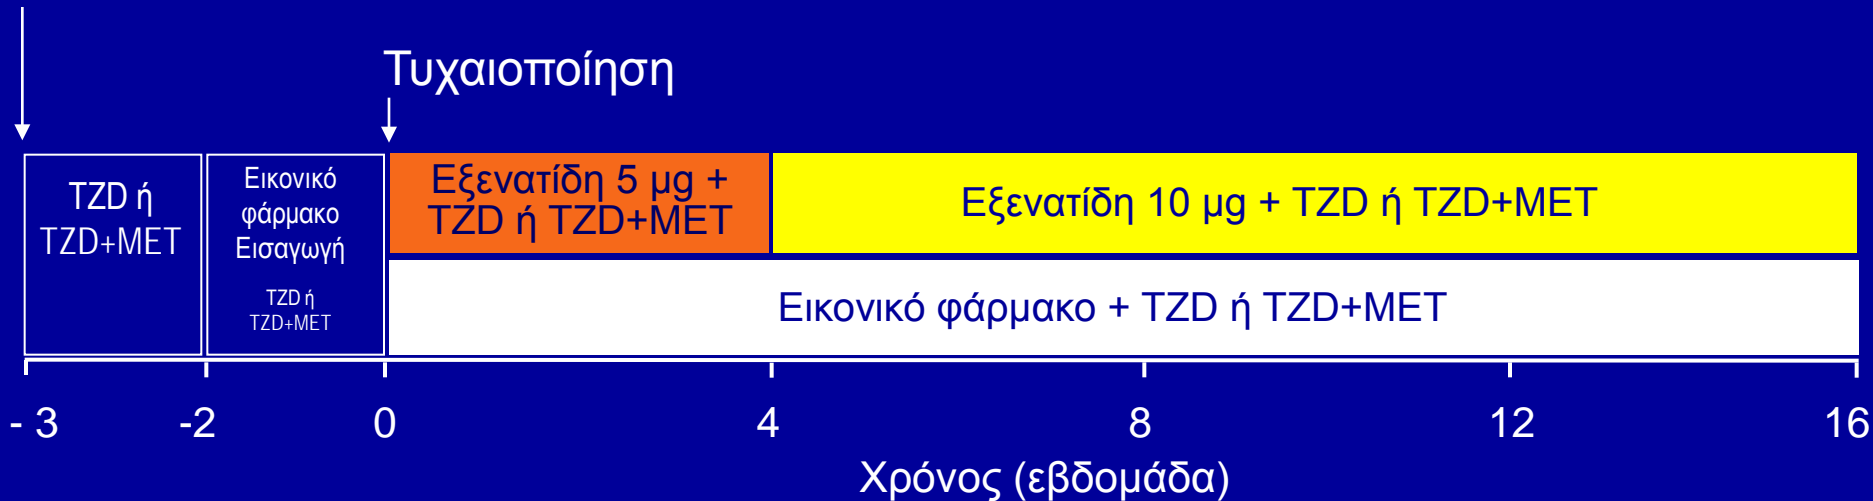 Τυχαιοποίηση
TZD ή
TZD+MET
Εικονικό
φάρμακο
Εισαγωγή
TZD ή
TZD+MET
Εξενατίδη 5 μg +
TZD ή TZD+MET
Εξενατίδη 10 μg + TZD ή TZD+MET
Εικονικό φάρμακο + TZD ή TZD+MET
- 3 -2 0 4 8 12 16
Χρόνος (εβδομάδα)